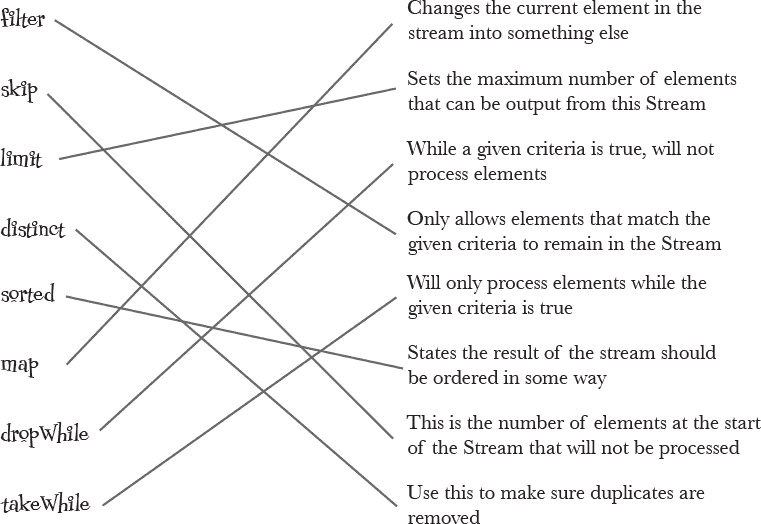 filter
Changes the current element in the
stream into something else
skip
Sets the maximum number of elements
that can be output from this Stream
limit
While a given criteria is true, will not
process elements
distinct
Only allows elements that match the
given criteria to remain in the Stream
sorted
Will only process elements while the
given criteria is true
map
States the result of the stream should
be ordered in some way
dropWhile
This is the number of elements at the start
of the Stream that will not be processed
takeWhile
Use this to make sure duplicates are
removed